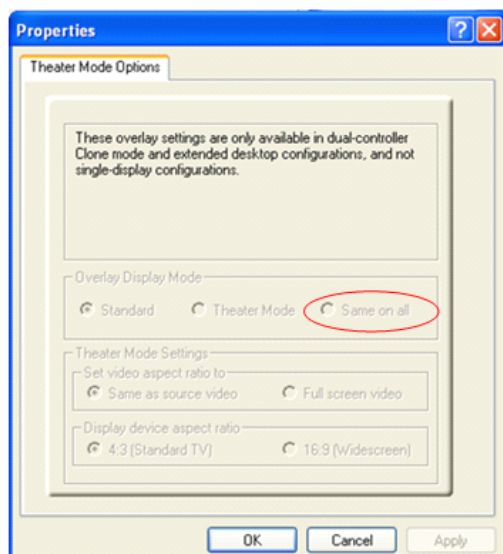 Properties
Theater Mode Options
These overlay settings are only available in dual-controller
Clone mode and extended desktop configurations, and not
single-display configurations.
Overlay Display Mode
Standard Theater Mode Same on all
Theater Mode Settings
Set video aspect ratio to
Same as source video Full screen video
Display device aspect ratio
4:3 (Standard TV) 16:9 (Widescreen)
OK Cancel Apply